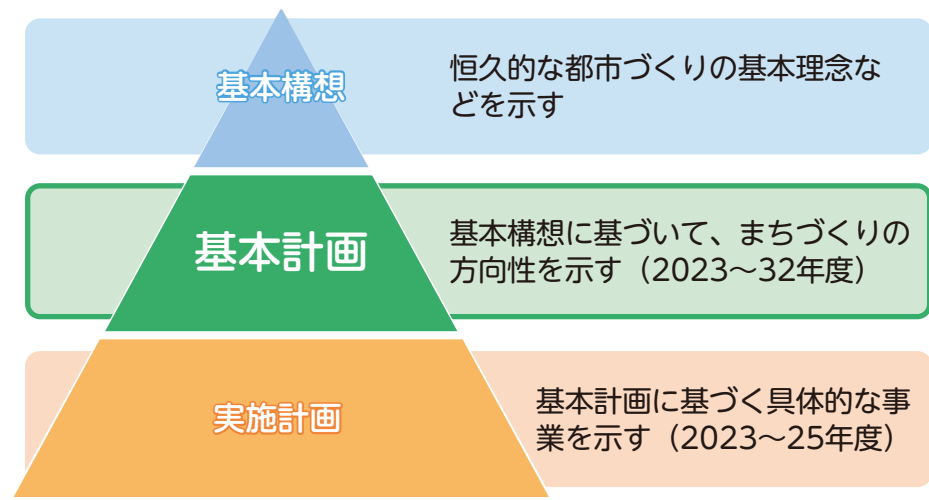 基本構想
恒久的な都市づくりの基本理念な
どを示す
基本計画
基本構想に基づいて、まちづくりの
方向性を示す（2023～32年度）
実施計画
基本計画に基づく具体的な事
業を示す（2023～25年度）